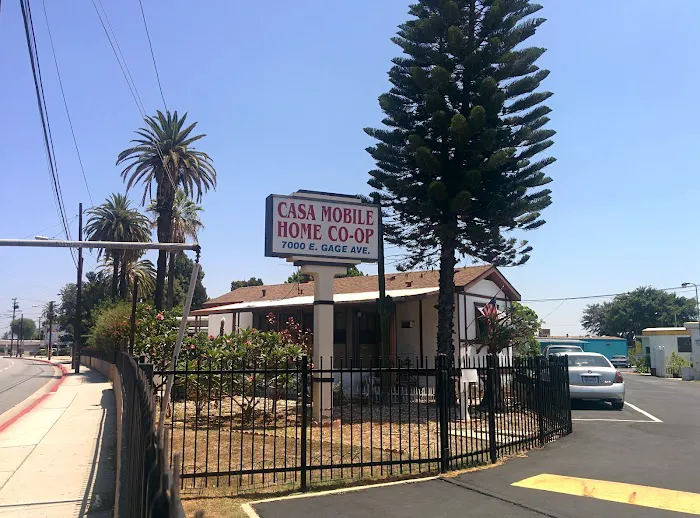 CASA MOBILE
HOME CO-OP
7000 E. GAGE AVE.